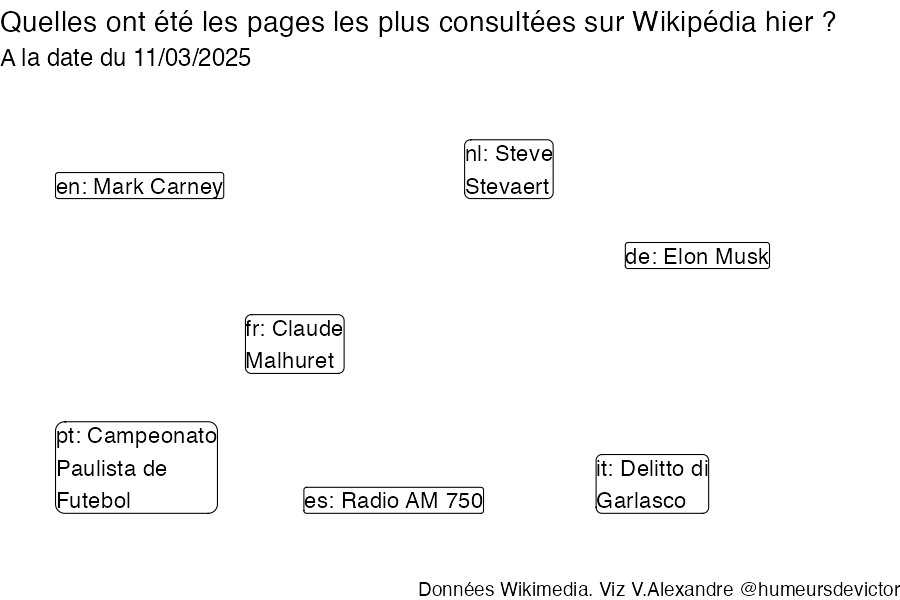 Quelles ont été les pages les plus consultées sur Wikipédia hier ?
A la date du 11/03/2025
nl: Steve
Stevaert
en: Mark Carney
de: Elon Musk
fr: Claude
Malhuret
pt: Campeonato
Paulista de
Futebol
es: Radio AM 750
it: Delitto di
Garlasco
Données Wikimedia. Viz V.Alexandre @humeursdevictor